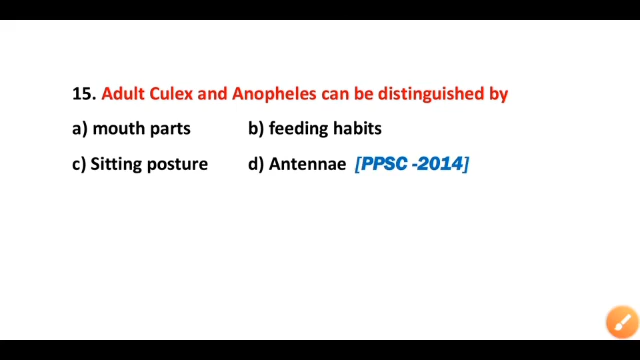 15. Adult Culex and Anopheles can be distinguished by
a) mouth parts b) feeding habits
c) Sitting posture d) Antennae [PPSC -2014]